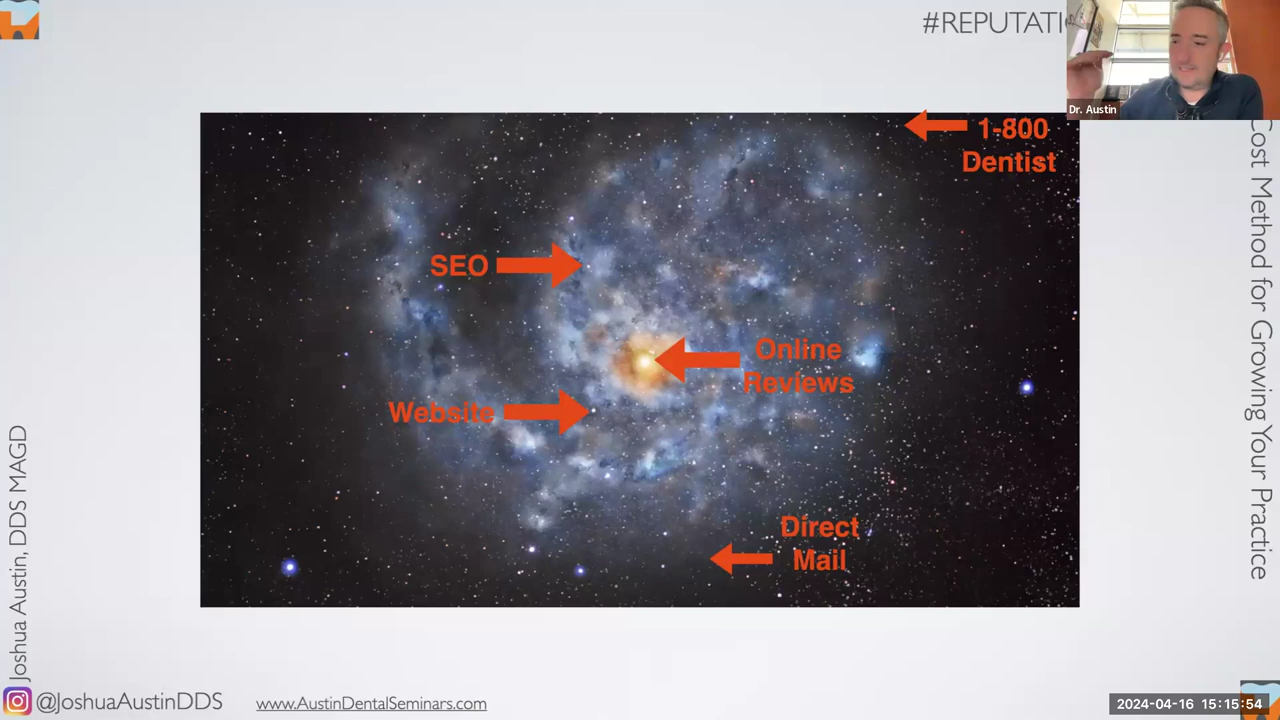 #REPUTATI
Dr. Austin
1-800
Dentist
SEO
Online
Reviews
Website
Direct
Mail
Joshua Austin, DDS MAGD
Cost Method for Growing Your Practice
@JoshuaAustinDDS
www.AustinDentalSeminars.com
2024-04-16 15:15:54